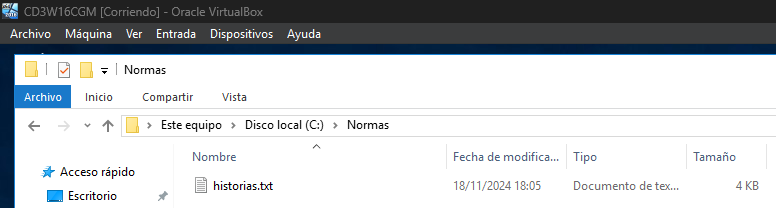 CD3W16CGM [Corriendo] - Oracle VirtualBox
Archivo Máquina Ver Entrada Dispositivos Ayuda
Normas
Archivo Inicio Compartir Vista
Este equipo > Disco local (C:) > Normas
Nombre Fecha de modifica... Tipo Tamaño
Acceso rápido
historias.txt 18/11/2024 18:05 Documento de tex... 4 KB
Escritorio